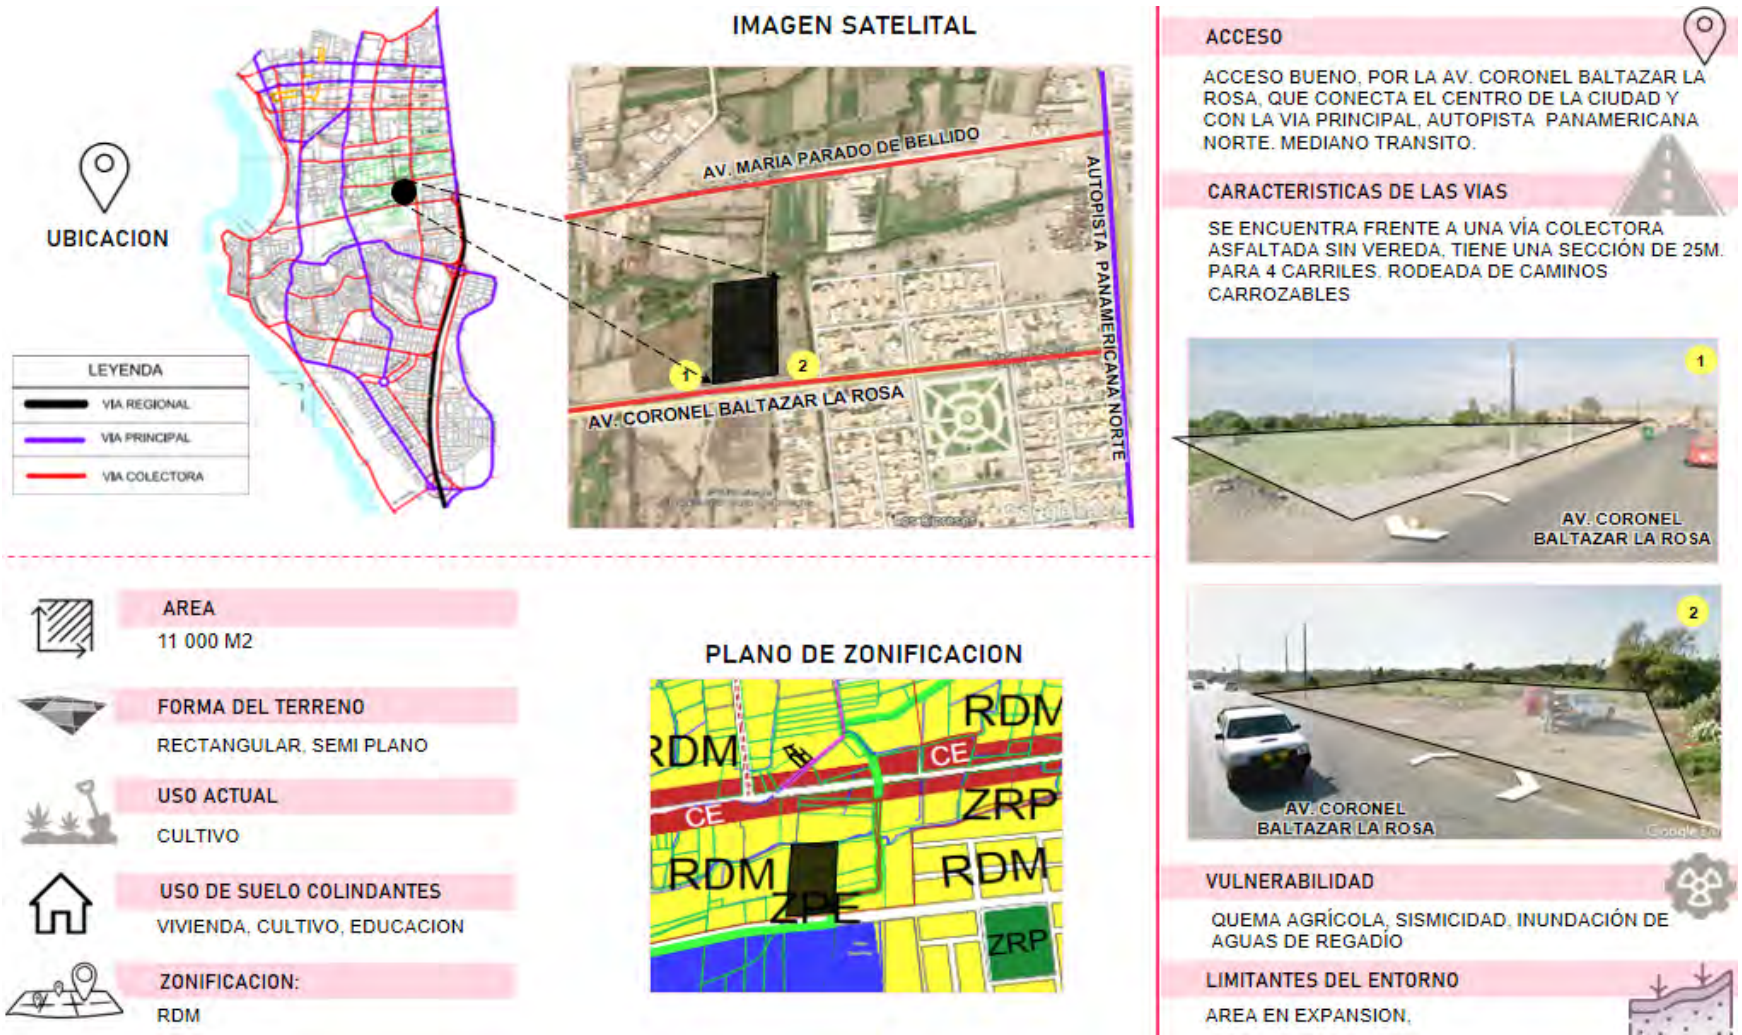 UBICACION
LEYENDA
VIA REGIONAL
VIA PRINCIPAL
VIA COLECTORA
IMAGEN SATELITAL
AV. MARIA PARADO DE BELLIDO
AUTOPISTA PANAMERICANA NORTE
1
2
AV. CORONEL BALTAZAR LA ROSA
AREA
11 000 M2
FORMA DEL TERRENO
RECTANGULAR, SEMI PLANO
USO ACTUAL
CULTIVO
USO DE SUELO COLINDANTES
VIVIENDA, CULTIVO, EDUCACION
ZONIFICACION:
RDM
PLANO DE ZONIFICACION
RDM
RDM
CE
CE
ZRP
RDM
RDM
ZPE
ZRP
ACCESO
ACCESO BUENO, POR LA AV. CORONEL BALTAZAR LA
ROSA, QUE CONECTA EL CENTRO DE LA CIUDAD Y
CON LA VIA PRINCIPAL, AUTOPISTA PANAMERICANA
NORTE. MEDIANO TRANSITO.
CARACTERISTICAS DE LAS VIAS
SE ENCUENTRA FRENTE A UNA VÍA COLECTORA
ASFALTADA SIN VEREDA, TIENE UNA SECCIÓN DE 25M.
PARA 4 CARRILES. RODEADA DE CAMINOS
CARROZABLES
1
AV. CORONEL
BALTAZAR LA ROSA
2
AV. CORONEL
BALTAZAR LA ROSA
VULNERABILIDAD
QUEMA AGRÍCOLA, SISMICIDAD, INUNDACIÓN DE
AGUAS DE REGADÍO
LIMITANTES DEL ENTORNO
AREA EN EXPANSION,